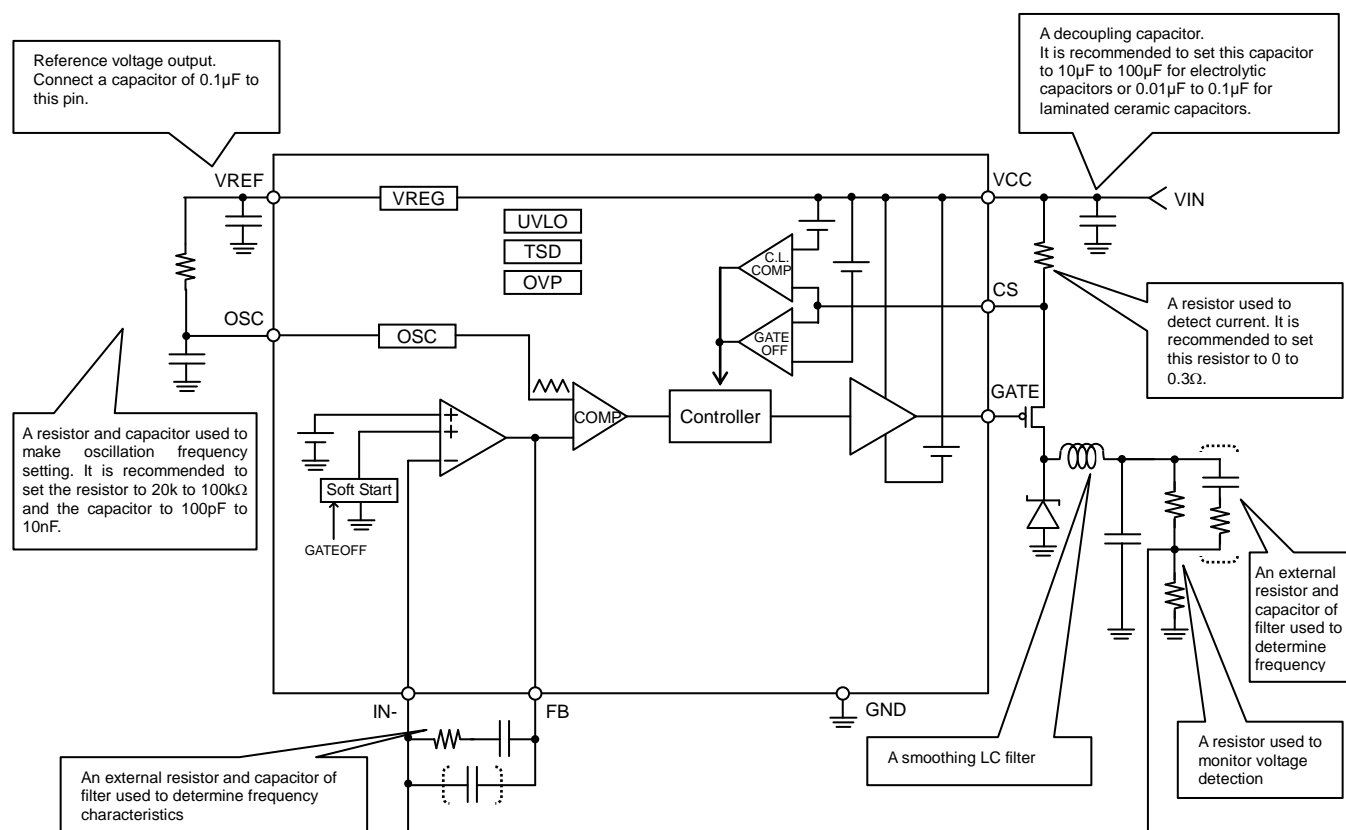 Reference voltage output.
Connect a capacitor of 0.1µF to
this pin.
A decoupling capacitor.
It is recommended to set this capacitor
to 10µF to 100µF for electrolytic
capacitors or 0.01µF to 0.1µF for
laminated ceramic capacitors.
VREF
VREG
VCC
VIN
UVLO
TSD
OVP
C.L.
COMP
CS
A resistor used to
detect current. It is
recommended to set
this resistor to 0 to
0.3Ω.
OSC
OSC
GATE
OFF
GATE
COMP
Controller
A resistor and capacitor used to
make oscillation frequency
setting. It is recommended to
set the resistor to 20k to 100kΩ
and the capacitor to 100pF to
10nF.
+
+
−
Soft Start
GATEOFF
An external
resistor and
capacitor of
filter used to
determine
frequency
IN-
FB
GND
A smoothing LC filter
A resistor used to
monitor voltage
detection
An external resistor and capacitor of
filter used to determine frequency
characteristics